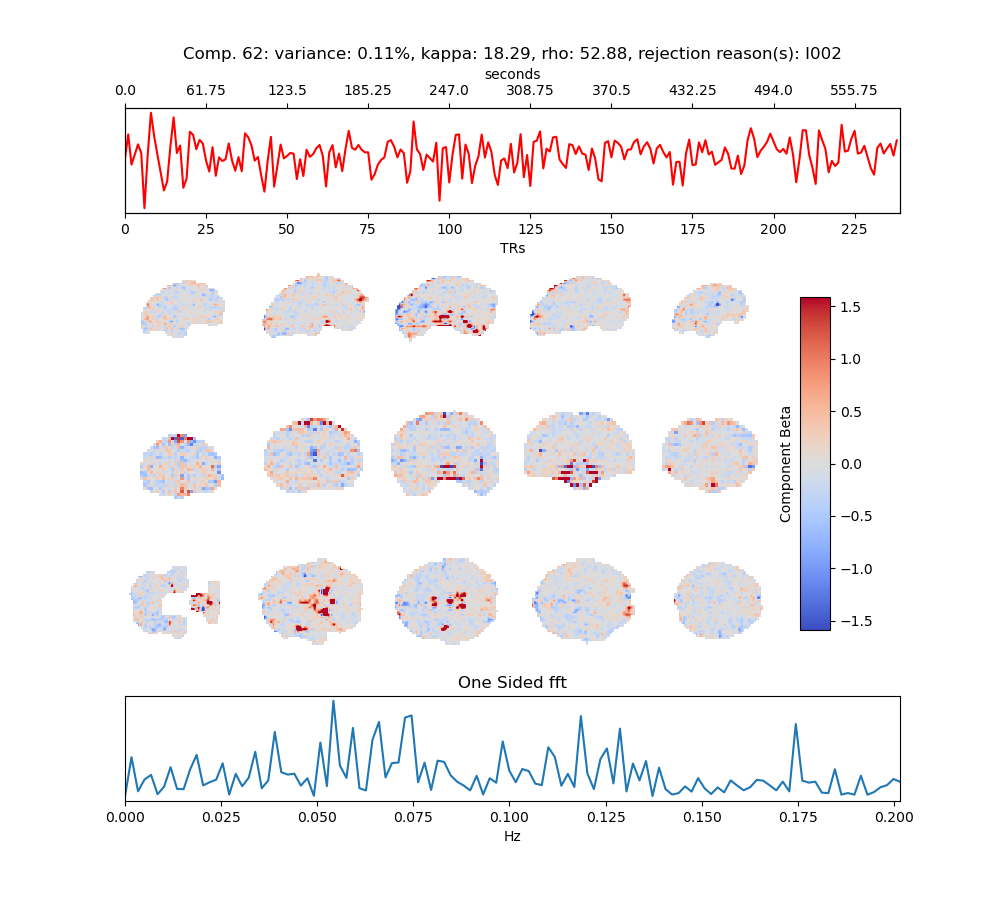 Comp. 62: variance: 0.11%, kappa: 18.29, rho: 52.88, rejection reason(s): I002
seconds
0.0 61.75 123.5 185.25 247.0 308.75 370.5 432.25 494.0 555.75
0 25 50 75 100 125 150 175 200 225
TRs
1.5
1.0
0.5
0.0
−0.5
−1.0
−1.5
Component Beta
One Sided fft
0.000 0.025 0.050 0.075 0.100 0.125 0.150 0.175 0.200
Hz